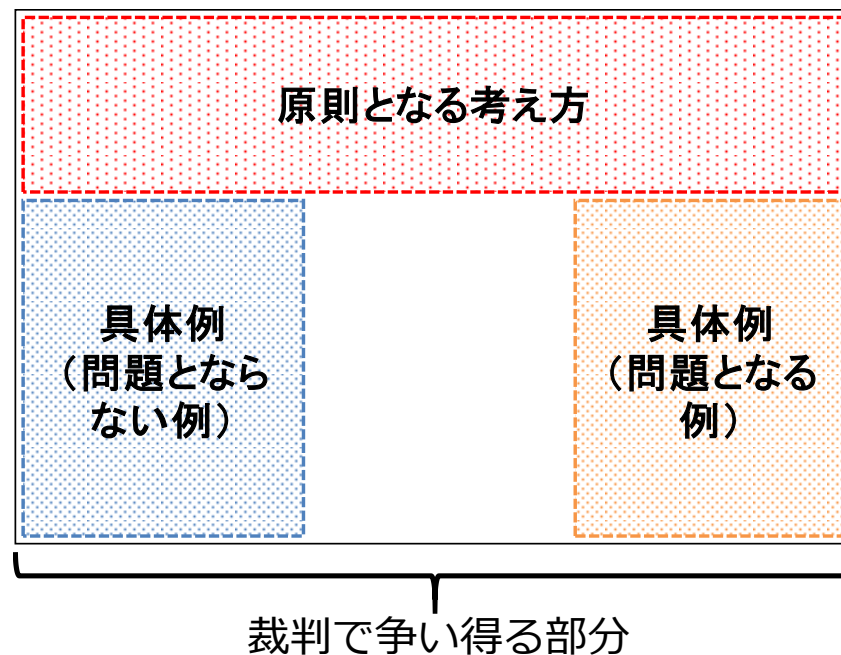 原則となる考え方
具体例
（問題となら
ない例）
具体例
（問題となる
例）
裁判で争い得る部分